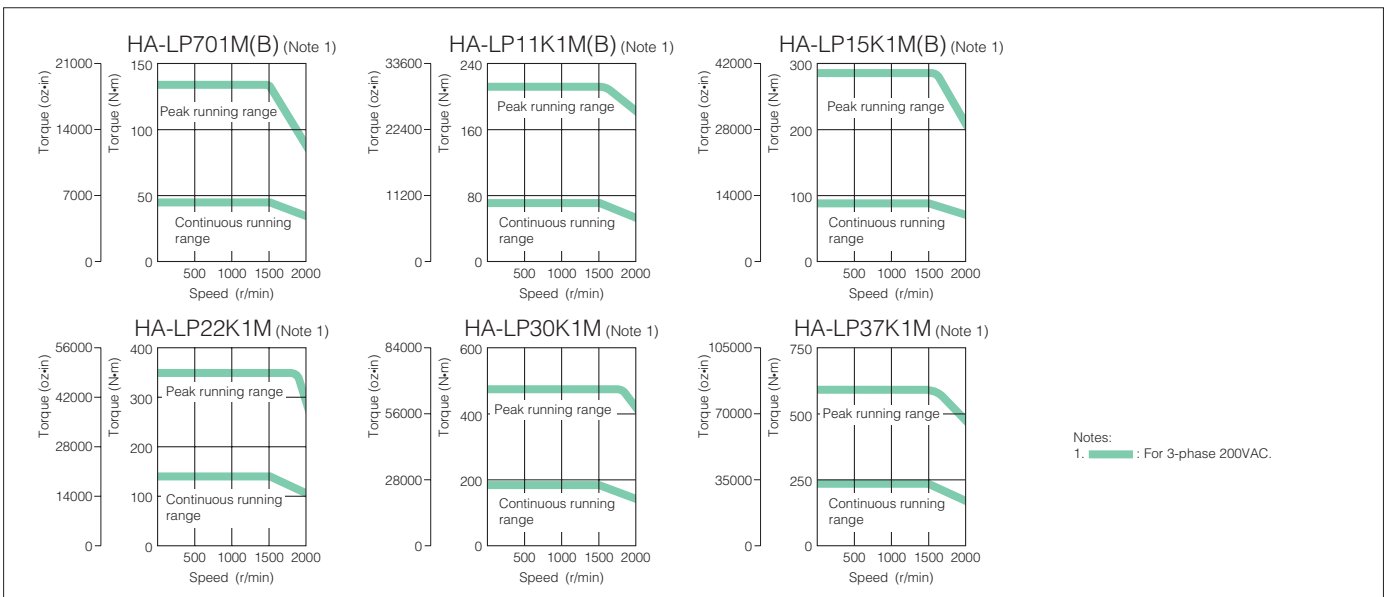 HA-LP701M(B) (Note 1)
21000
14000
7000
0
Torque (oz•in)
Torque (N•m)
150
100
50
0
Peak running range
Continuous running
range
500 1000 1500 2000
Speed (r/min)
HA-LP11K1M(B) (Note 1)
33600
22400
11200
0
Torque (oz•in)
Torque (N•m)
240
160
80
0
Peak running range
Continuous running
range
500 1000 1500 2000
Speed (r/min)
HA-LP15K1M(B) (Note 1)
42000
28000
14000
0
Torque (oz•in)
Torque (N•m)
300
200
100
0
Peak running range
Continuous running
range
500 1000 1500 2000
Speed (r/min)
HA-LP22K1M (Note 1)
56000
42000
28000
14000
0
Torque (oz•in)
Torque (N•m)
400
300
200
100
0
Peak running range
Continuous running
range
500 1000 1500 2000
Speed (r/min)
HA-LP30K1M (Note 1)
84000
56000
28000
0
Torque (oz•in)
Torque (N•m)
600
400
200
0
Peak running range
Continuous running
range
500 1000 1500 2000
Speed (r/min)
HA-LP37K1M (Note 1)
105000
70000
35000
0
Torque (oz•in)
Torque (N•m)
750
500
250
0
Peak running range
Continuous running
range
500 1000 1500 2000
Speed (r/min)
Notes:
1. : For 3-phase 200VAC.